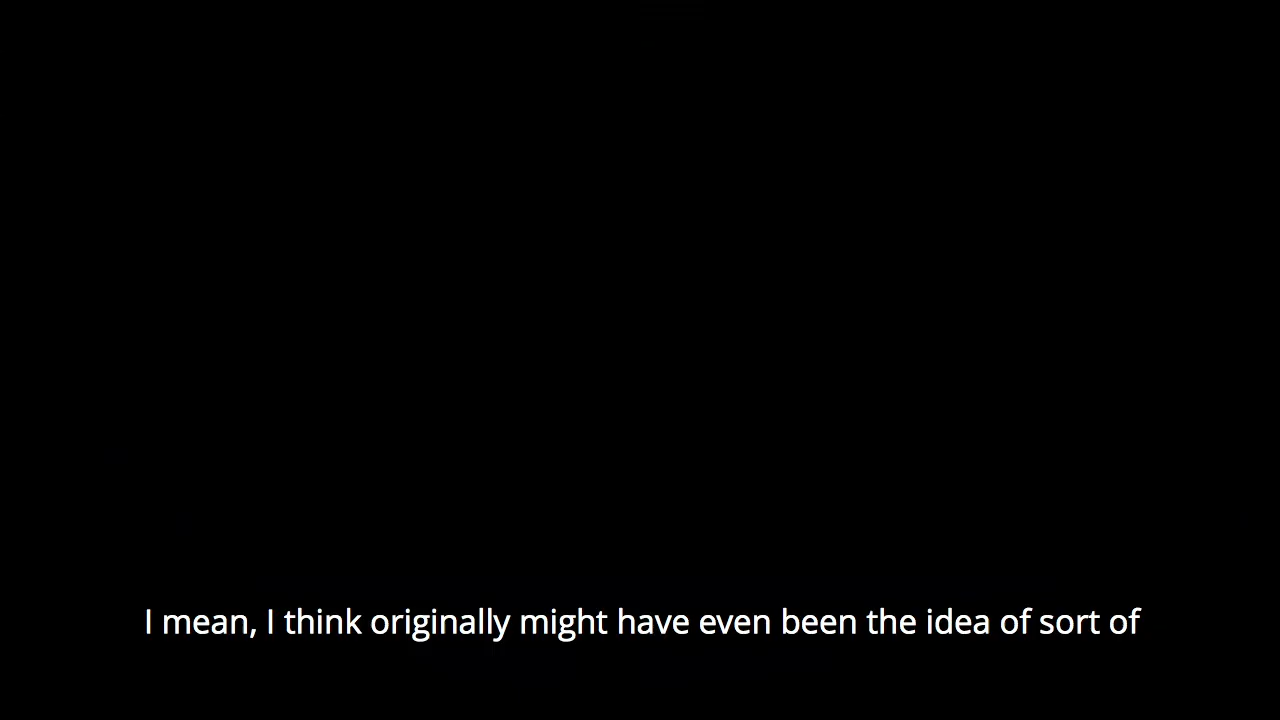 I mean, I think originally might have even been the idea of sort of